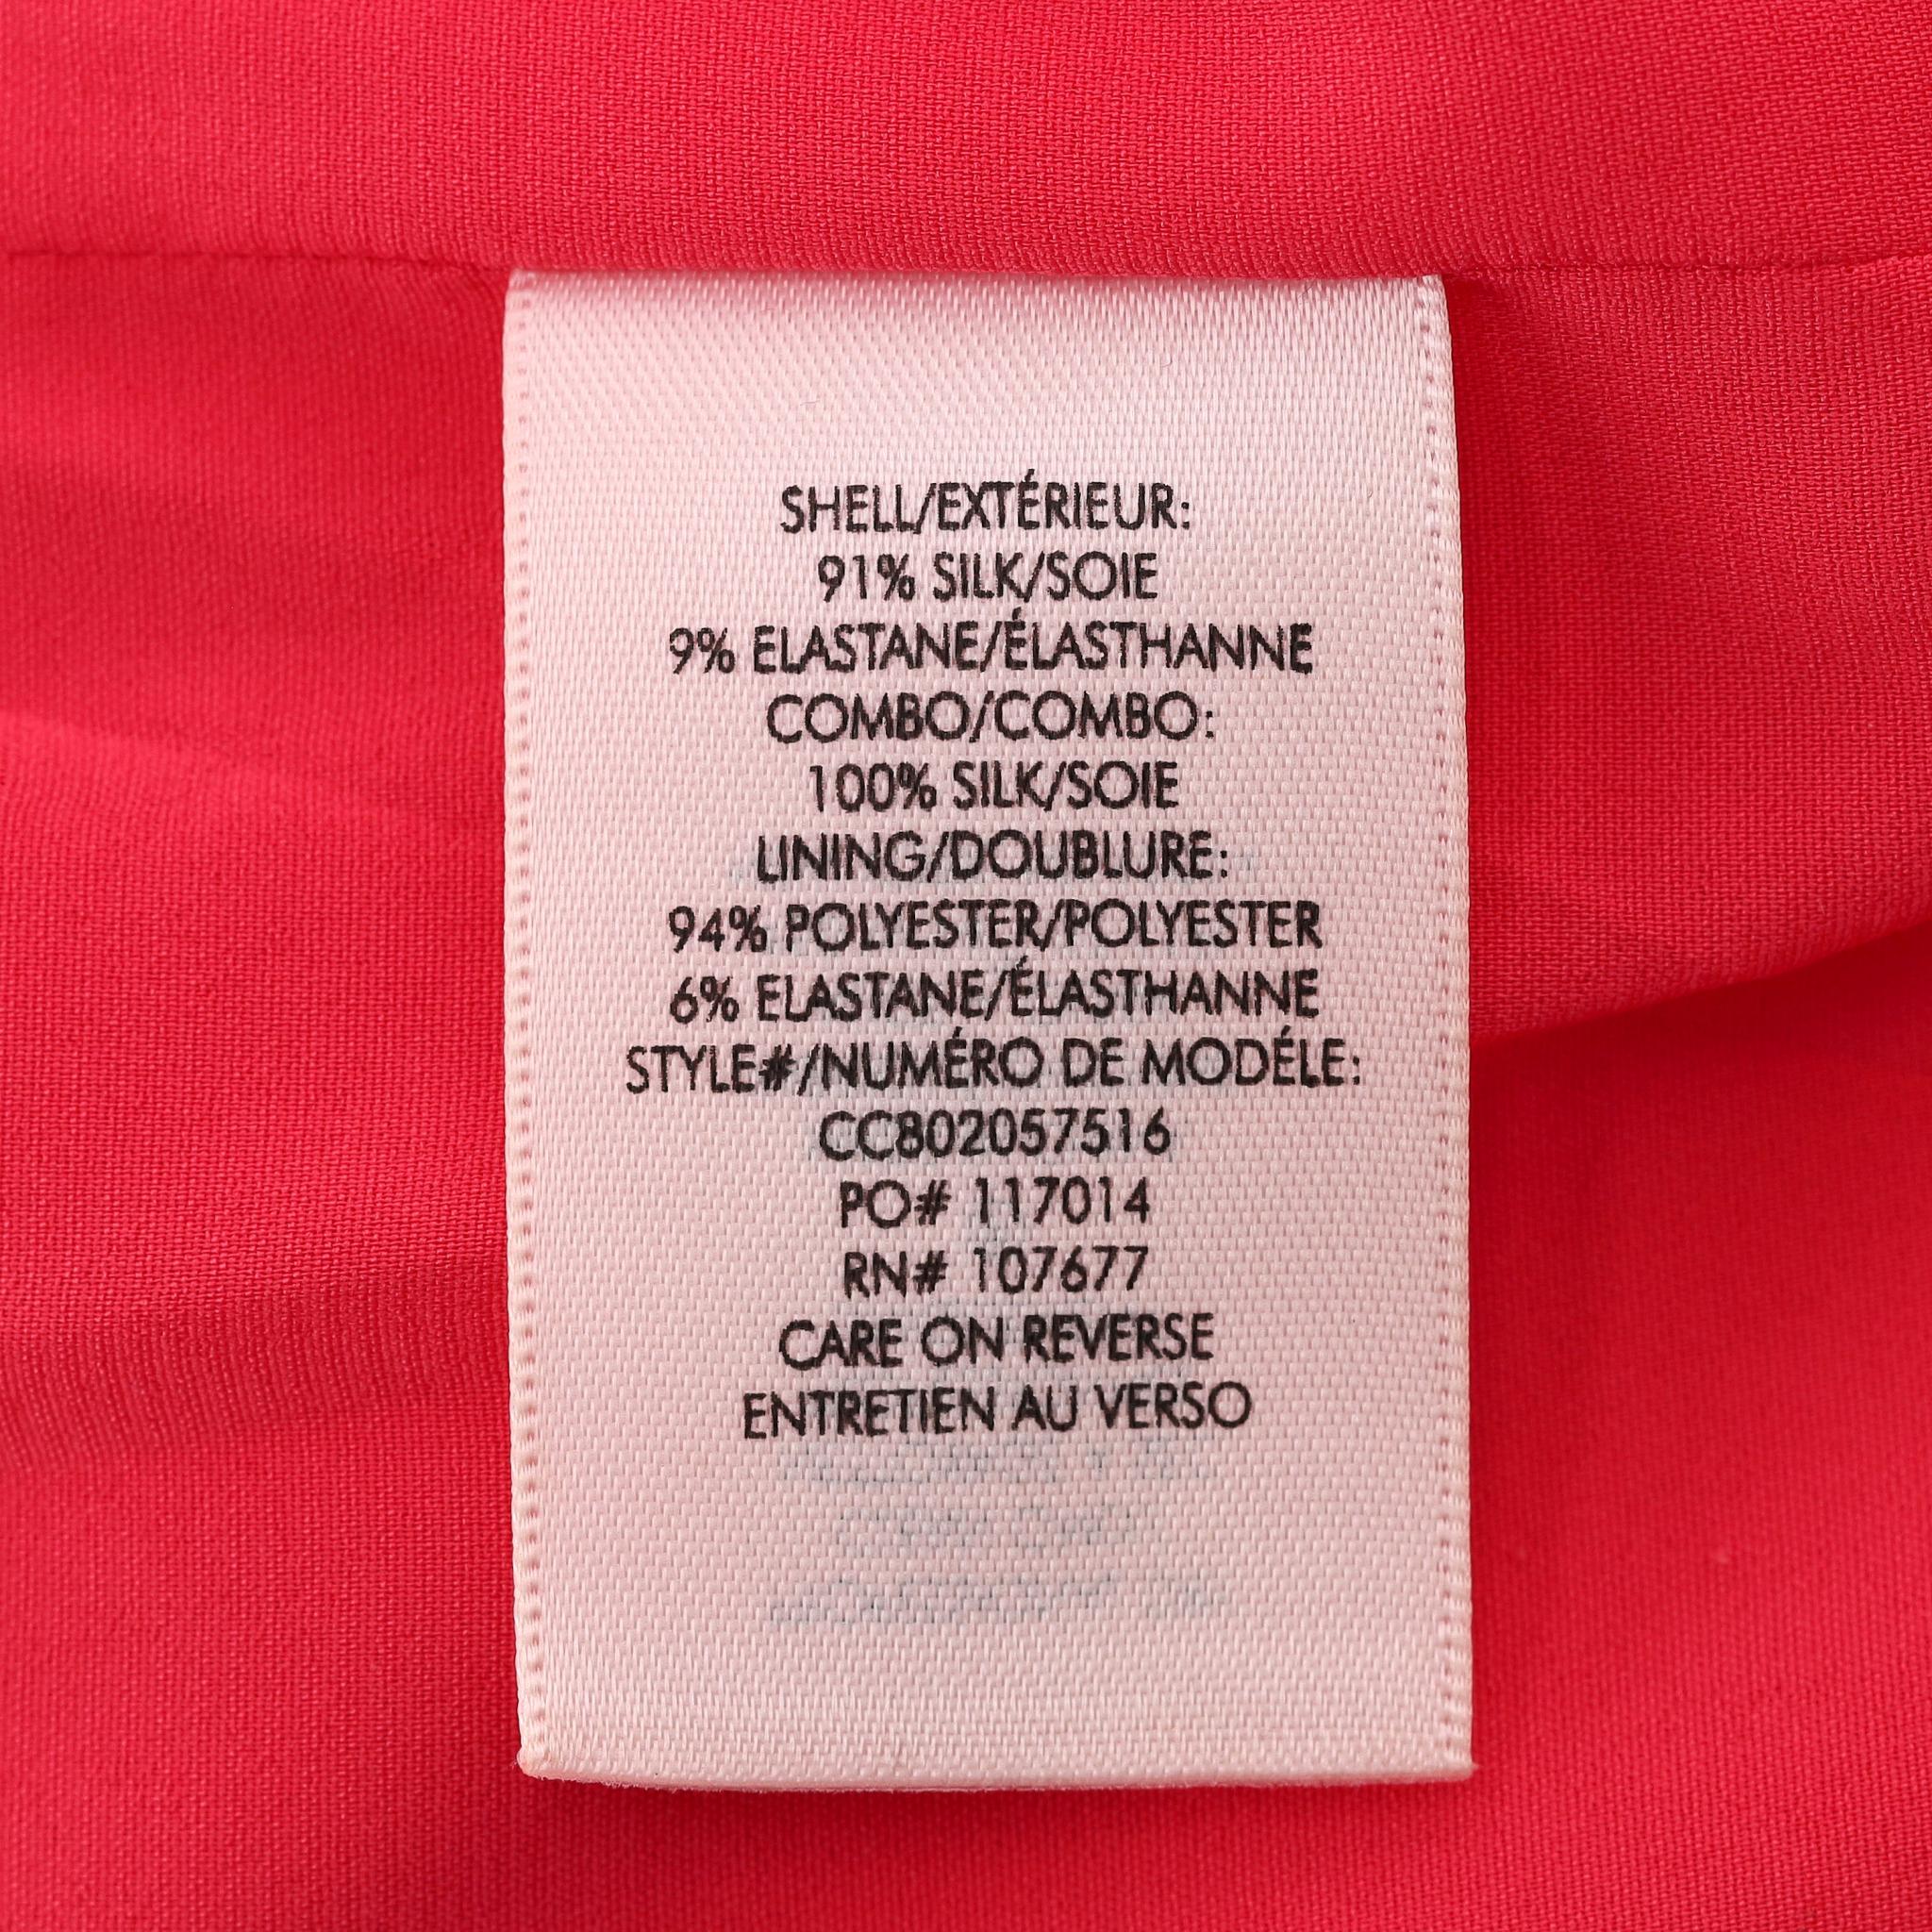 SHELL/EXTÉRIEUR:
91% SILK/SOIE
9% ELASTANE/ÉLASTHANNE
COMBO/COMBO:
100% SILK/SOIE
LINING/DOUBLURE:
94% POLYESTER/POLYESTER
6% ELASTANE/ÉLASTHANNE
STYLE#/NUMÉRO DE MODÉLE:
CC802057516
PO# 117014
RN# 107677
CARE ON REVERSE
ENTRETIEN AU VERSO